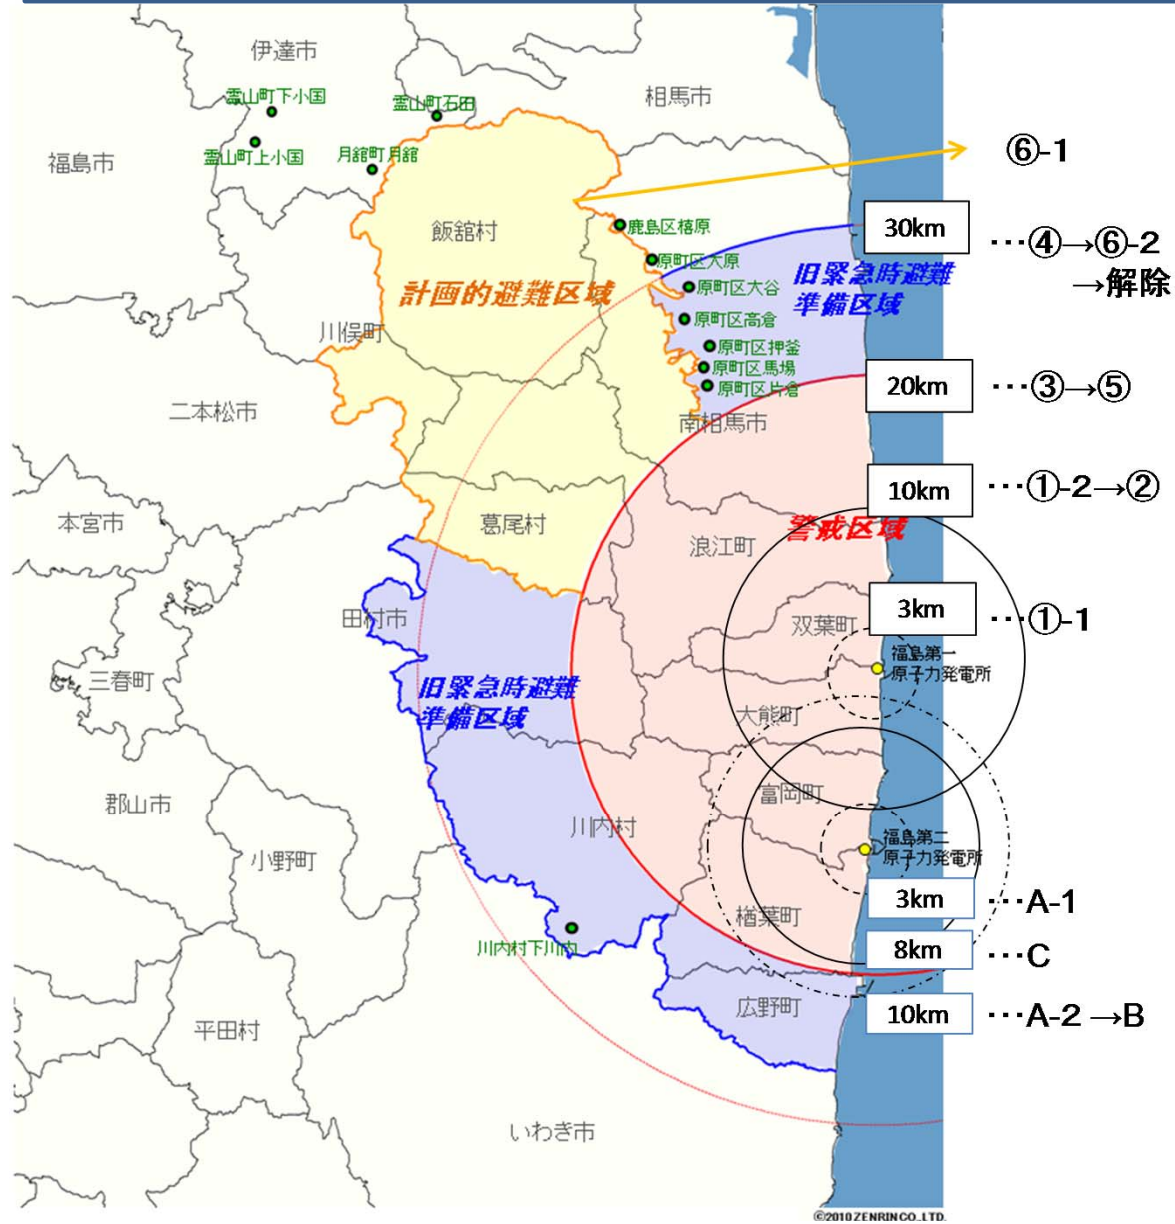 伊達市
相馬市
霊山町下小国
霊山町石田
霊山町上小国
月舘町月舘
福島市
⑥-1
飯舘村
鹿島区橲原
30km
…④→⑥-2
→解除
原町区大原
旧緊急時避難
準備区域
計画的避難区域
原町区大谷
川俣町
原町区高倉
原町区押釜
原町区馬場
原町区片倉
20km
…③→⑤
二本松市
南相馬市
10km
…①-2→②
本宮市
葛尾村
浪江町
警戒区域
3km
…①-1
田村市
双葉町
福島第一
原子力発電所
三春町
旧緊急時避難
準備区域
大熊町
郡山市
富岡町
川内村
小野町
福島第二
原子力発電所
3km
…A-1
楢葉町
川内村下川内
8km
…C
広野町
10km
…A-2→B
平田村
いわき市
©2010 ZENRIN CO., LTD.